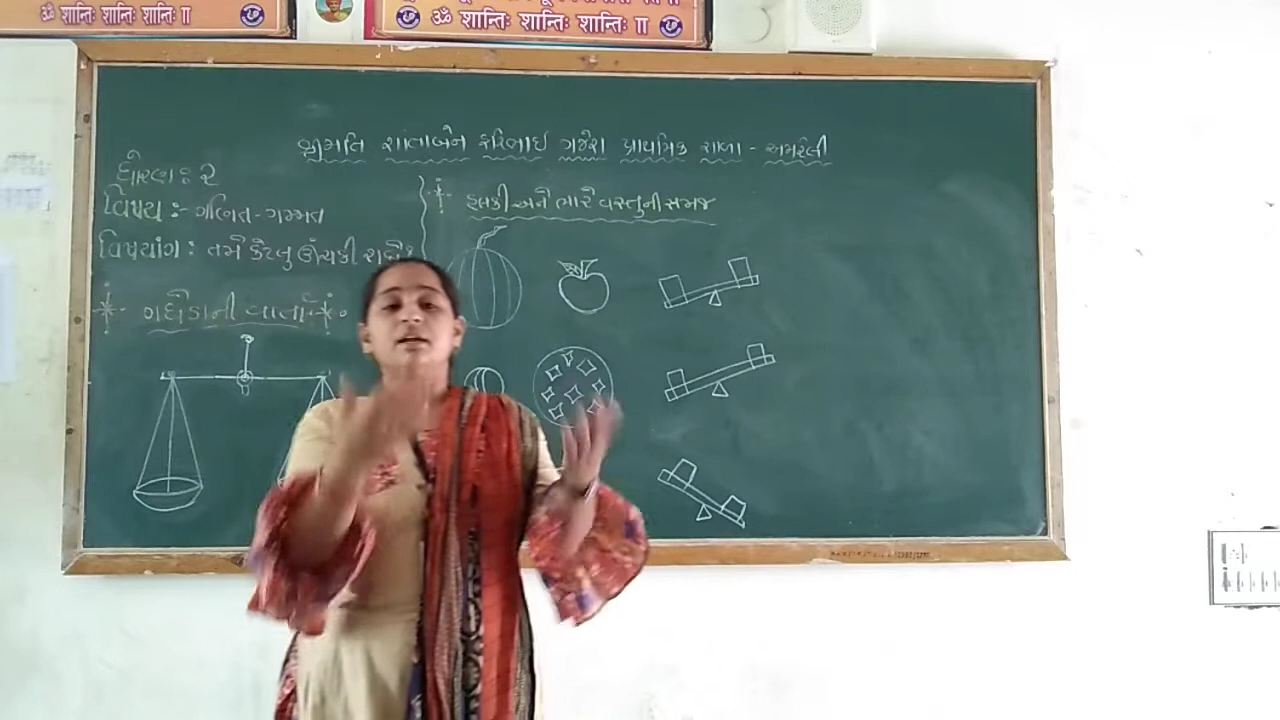 ॐ शान्तिः शान्तिः शान्तिः ॥
ॐ शान्तिः शान्तिः शान्तिः ॥
શ્રીમતિ શાંતાબેન હરિભાઈ ગજેરા પ્રાથમિક શાળા - અમરેલી
ધોરણ : ૨
વિષય :- ગણિત-ગમ્મત
વિષયાંગ : તમે કેટલુ ઊંચકી શકો?
* ગધેડાની વાર્તા *
* હલકી અને ભારે વસ્તુની સમજ